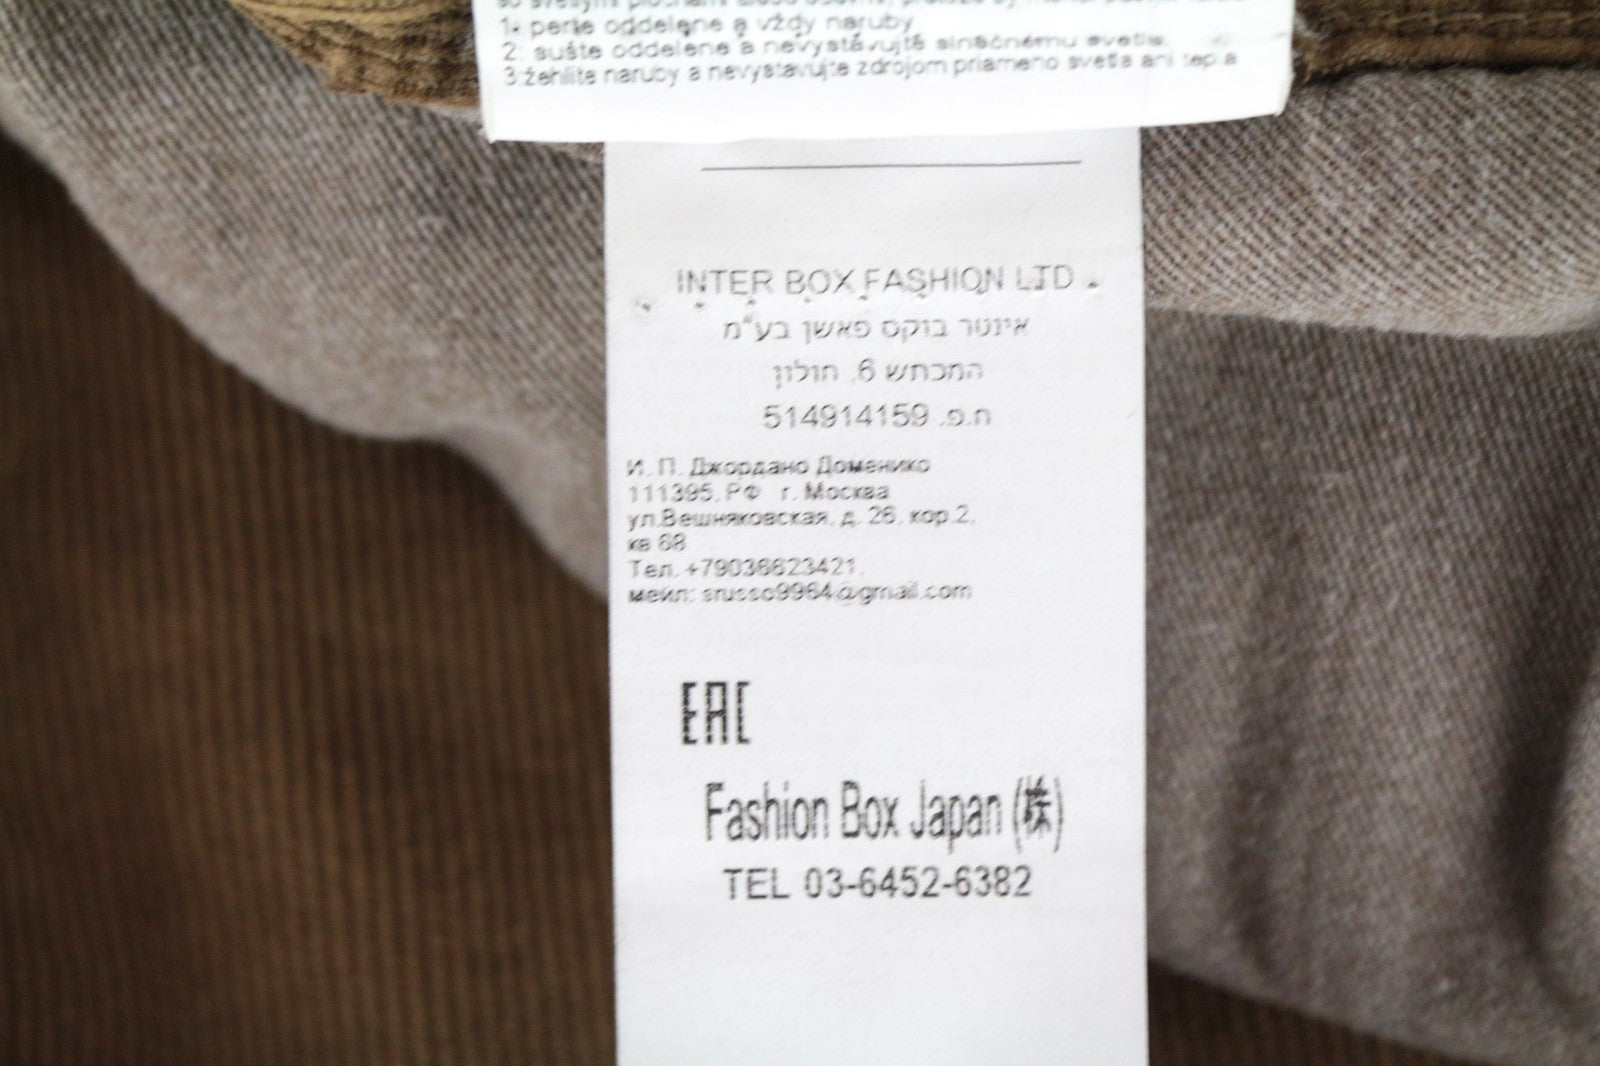 1. perte oddelene a vždy naruby
2. sušte oddelene a nevystavujte slnečnému svetlu.
3.žehlite naruby a nevystavujte zdrojom priameho svetla ani tepla
INTER BOX FASHION LTD.
אינטר בוקס פאשן בע"מ
המכתש 6, חולון
ח.פ. 514914159
И. П. Джордано Доменико
111395, РФ г. Москва
ул.Вешняковская, д. 26, кор.2,
кв 68
Тел. +79036623421,
мейл: srusso9964@gmail.com
EAC
Fashion Box Japan (株)
TEL 03-6452-6382